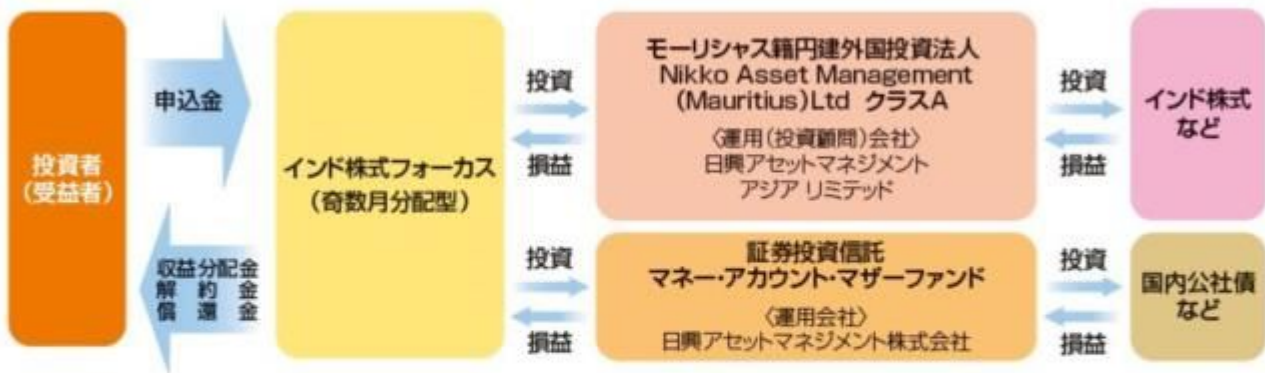 投資者
(受益者)
申込金
収益分配金
解約金
償還金
インド株式フォーカス
(奇数月分配型)
投資
損益
モーリシャス籍円建外国投資法人
Nikko Asset Management
(Mauritius)Ltd クラスA
〈運用(投資顧問)会社〉
日興アセットマネジメント
アジア リミテッド
投資
損益
インド株式
など
投資
損益
証券投資信託
マネー・アカウント・マザーファンド
〈運用会社〉
日興アセットマネジメント株式会社
投資
損益
国内公社債
など